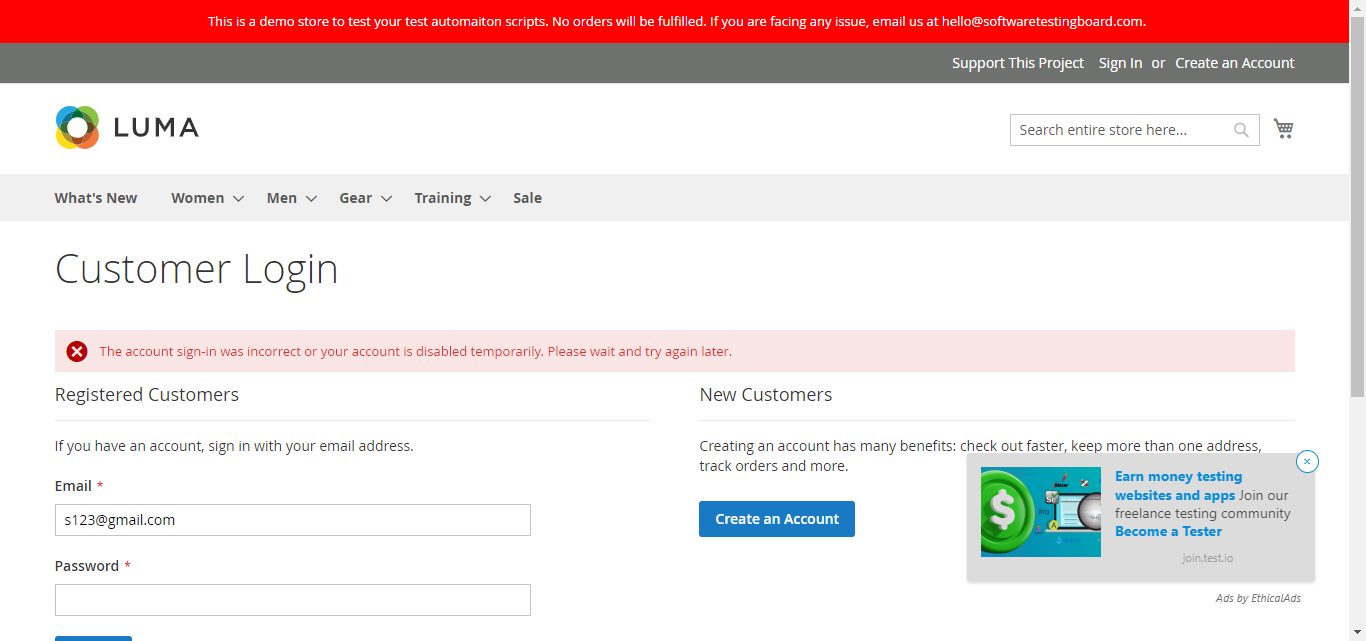 This is a demo store to test your test automaiton scripts. No orders will be fulfilled. If you are facing any issue, email us at hello@softwaretestingboard.com.
Support This Project Sign In or Create an Account
LUMA
Search entire store here...
What's New Women Men Gear Training Sale
Customer Login
The account sign-in was incorrect or your account is disabled temporarily. Please wait and try again later.
Registered Customers
If you have an account, sign in with your email address.
Email *
s123@gmail.com
Password *
New Customers
Creating an account has many benefits: check out faster, keep more than one address,
track orders and more.
Create an Account
Earn money testing
websites and apps Join our
freelance testing community
Become a Tester
join.test.io
Ads by EthicalAds